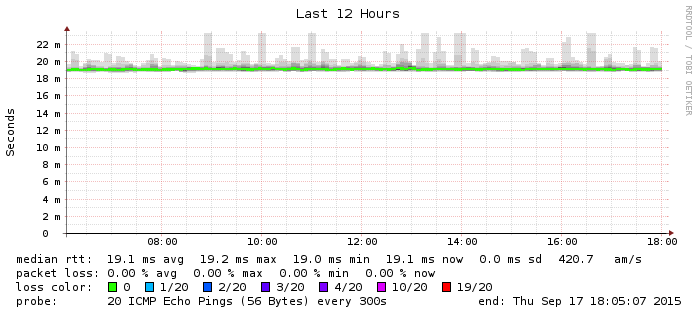 Last 12 Hours
RRDTOOL / TOBI OETIKER
Seconds
22 m
20 m
18 m
16 m
14 m
12 m
10 m
8 m
6 m
4 m
2 m
0
08:00 10:00 12:00 14:00 16:00 18:00
median rtt: 19.1 ms avg 19.2 ms max 19.0 ms min 19.1 ms now 0.0 ms sd 420.7 am/s
packet loss: 0.00 % avg 0.00 % max 0.00 % min 0.00 % now
loss color: 0 1/20 2/20 3/20 4/20 10/20 19/20
probe: 20 ICMP Echo Pings (56 Bytes) every 300s end: Thu Sep 17 18:05:07 2015